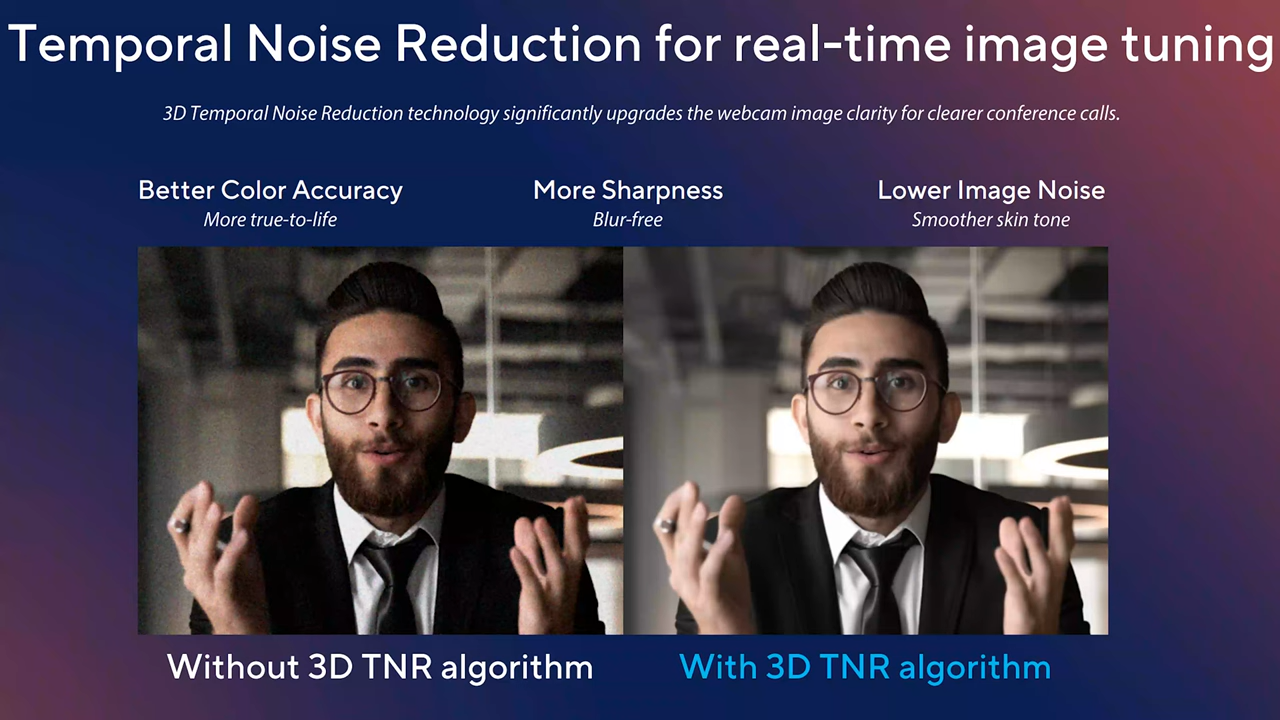 Temporal Noise Reduction for real-time image tuning
3D Temporal Noise Reduction technology significantly upgrades the webcam image clarity for clearer conference calls.
Better Color Accuracy
More true-to-life
More Sharpness
Blur-free
Lower Image Noise
Smoother skin tone
Without 3D TNR algorithm
With 3D TNR algorithm